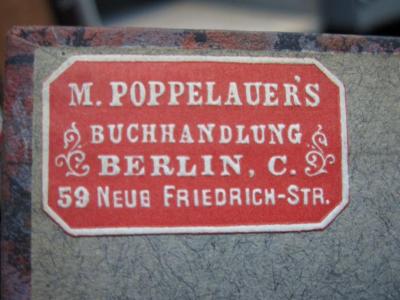 M. POPPELAUER'S
BUCHHANDLUNG
BERLIN, C.
59 NEUE FRIEDRICH-STR.